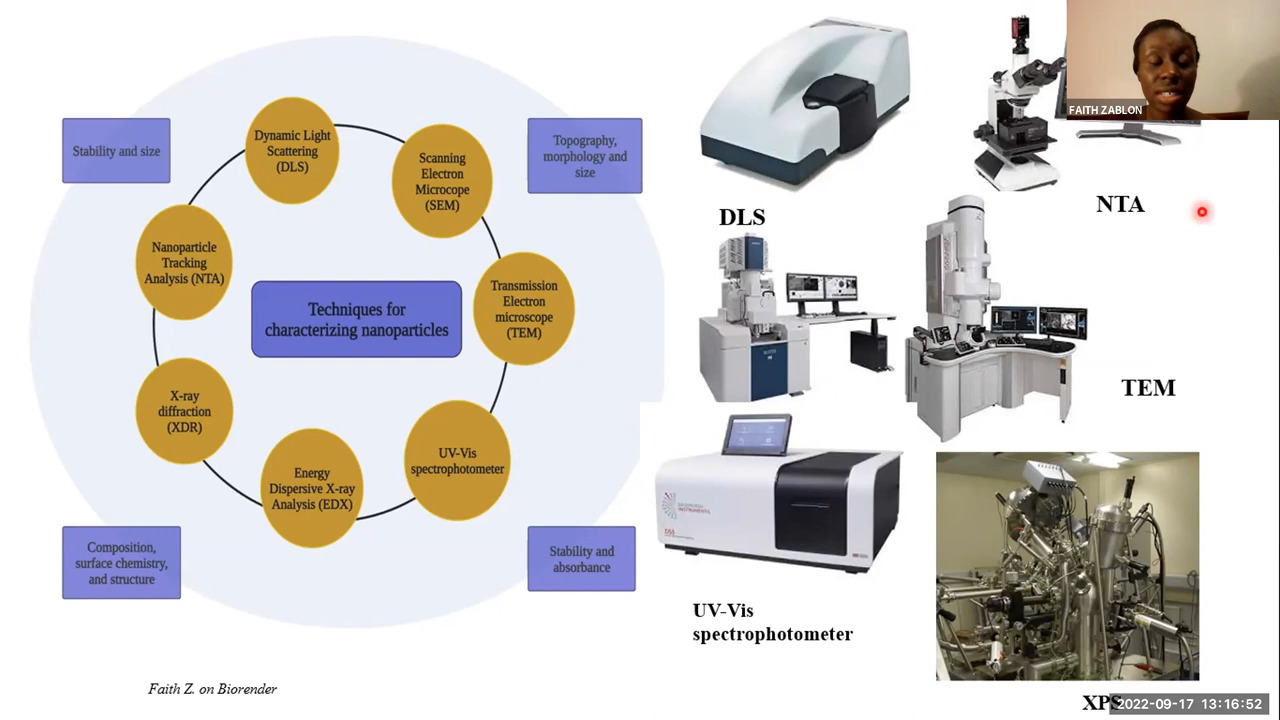 Dynamic Light
Scattering
(DLS)
Scanning
Electron
Microcope
(SEM)
Transmission
Electron
microscope
(TEM)
UV-Vis
spectrophotometer
Energy
Dispersive X-ray
Analysis (EDX)
X-ray
diffraction
(XDR)
Nanoparticle
Tracking
Analysis (NTA)
Techniques for
characterizing nanoparticles
Stability and size
Topography,
morphology and
size
Composition,
surface chemistry,
and structure
Stability and
absorbance
Faith Z. on Biorender
DLS
NTA
TEM
UV-Vis
spectrophotometer
XPS
FAITH ZABLON
2022-09-17 13:16:52